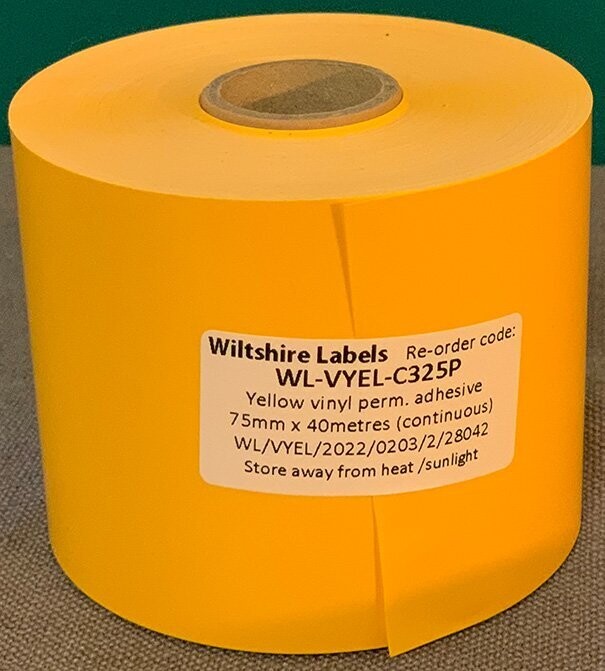 Wiltshire Labels Re-order code:
WL-VYEL-C325P
Yellow vinyl perm. adhesive
75mm x 40metres (continuous)
WL/VYEL/2022/0203/2/28042
Store away from heat /sunlight